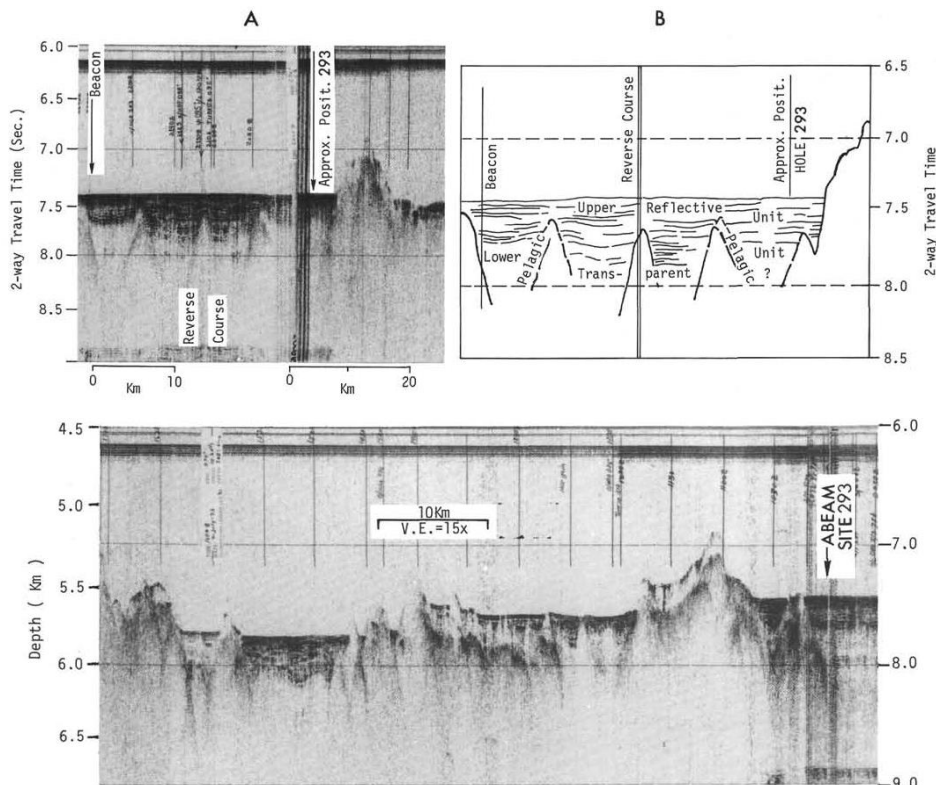 A
B
6.0
6.5
7.0
7.5
8.0
8.5
2-way Travel Time (Sec.)
Beacon
Approx. Posit. 293
Reverse
Course
0
10
Km
0
20
Km
Beacon
Reverse Course
Approx. Posit.
HOLE 293
Upper
Reflective
Unit
Lower
Pelagic
Trans-
parent
Pelagic
Unit
?
6.5
7.0
7.5
8.0
8.5
2-way Travel Time
4.5
5.0
5.5
6.0
6.5
Depth ( Km )
10Km
V.E.=15x
ABEAM
SITE 293
6.0
7.0
8.0
9.0